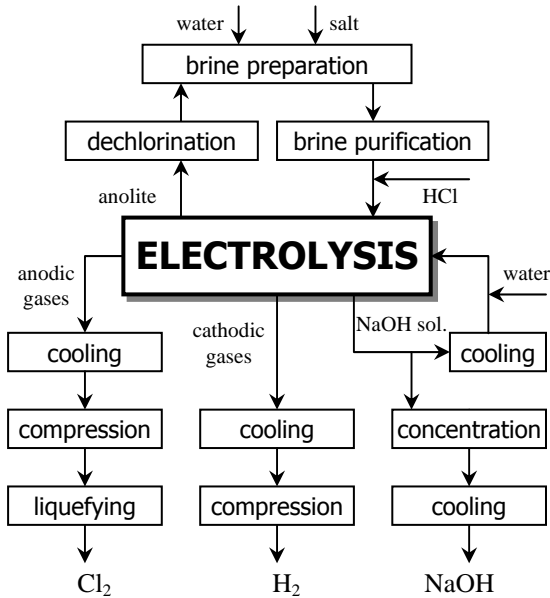 water
salt
brine preparation
dechlorination
brine purification
anolite
HCl
ELECTROLYSIS
anodic
gases
water
cathodic
gases
NaOH sol.
cooling
cooling
compression
cooling
concentration
liquefying
compression
cooling
Cl₂
H₂
NaOH